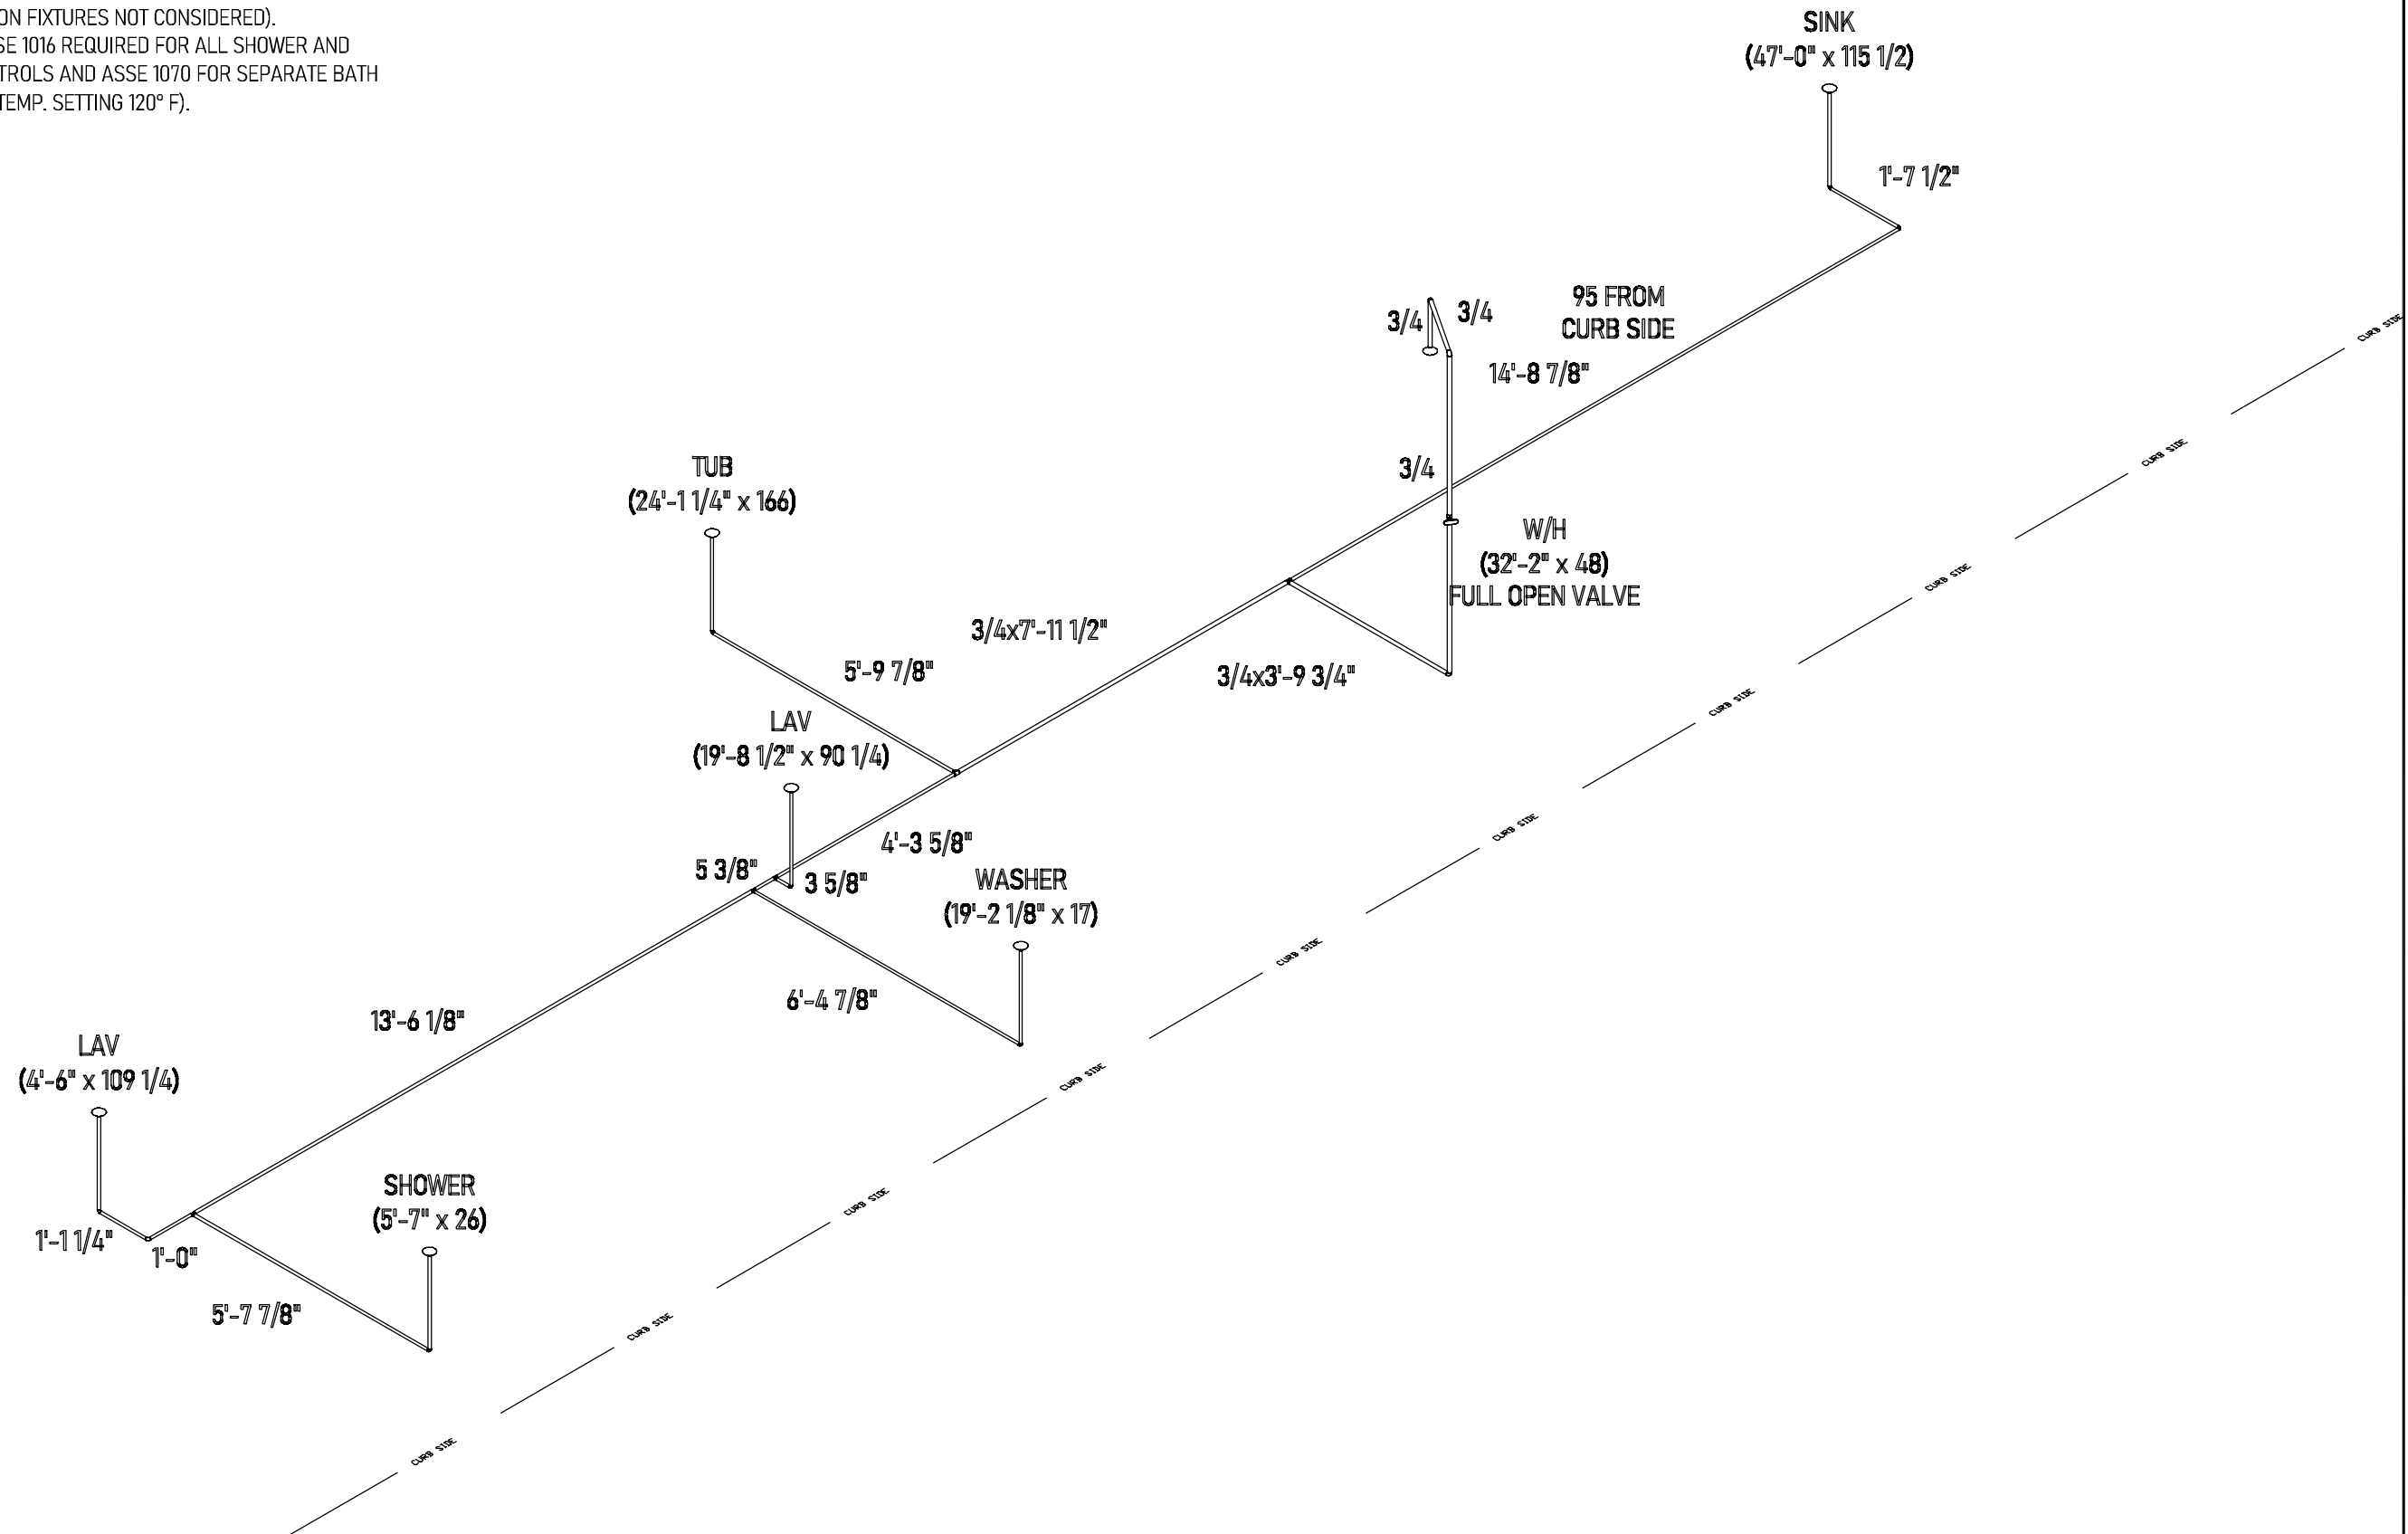 ON FIXTURES NOT CONSIDERED).
SE 1016 REQUIRED FOR ALL SHOWER AND
TROLS AND ASSE 1070 FOR SEPARATE BATH
TEMP. SETTING 120° F).
SINK
(47'-0" x 115 1/2)
1'-7 1/2"
95 FROM
CURB SIDE
3/4
3/4
14'-8 7/8"
3/4
W/H
(32'-2" x 48)
FULL OPEN VALVE
TUB
(24'-1 1/4" x 166)
3/4x7'-11 1/2"
5'-9 7/8"
3/4x3'-9 3/4"
LAV
(19'-8 1/2" x 90 1/4)
4'-3 5/8"
5 3/8"
3 5/8"
WASHER
(19'-2 1/8" x 17)
6'-4 7/8"
13'-6 1/8"
LAV
(4'-6" x 109 1/4)
SHOWER
(5'-7" x 26)
1'-1 1/4"
1'-0"
5'-7 7/8"
CURB SIDE
CURB SIDE
CURB SIDE
CURB SIDE
CURB SIDE
CURB SIDE
CURB SIDE
CURB SIDE
CURB SIDE
CURB SIDE